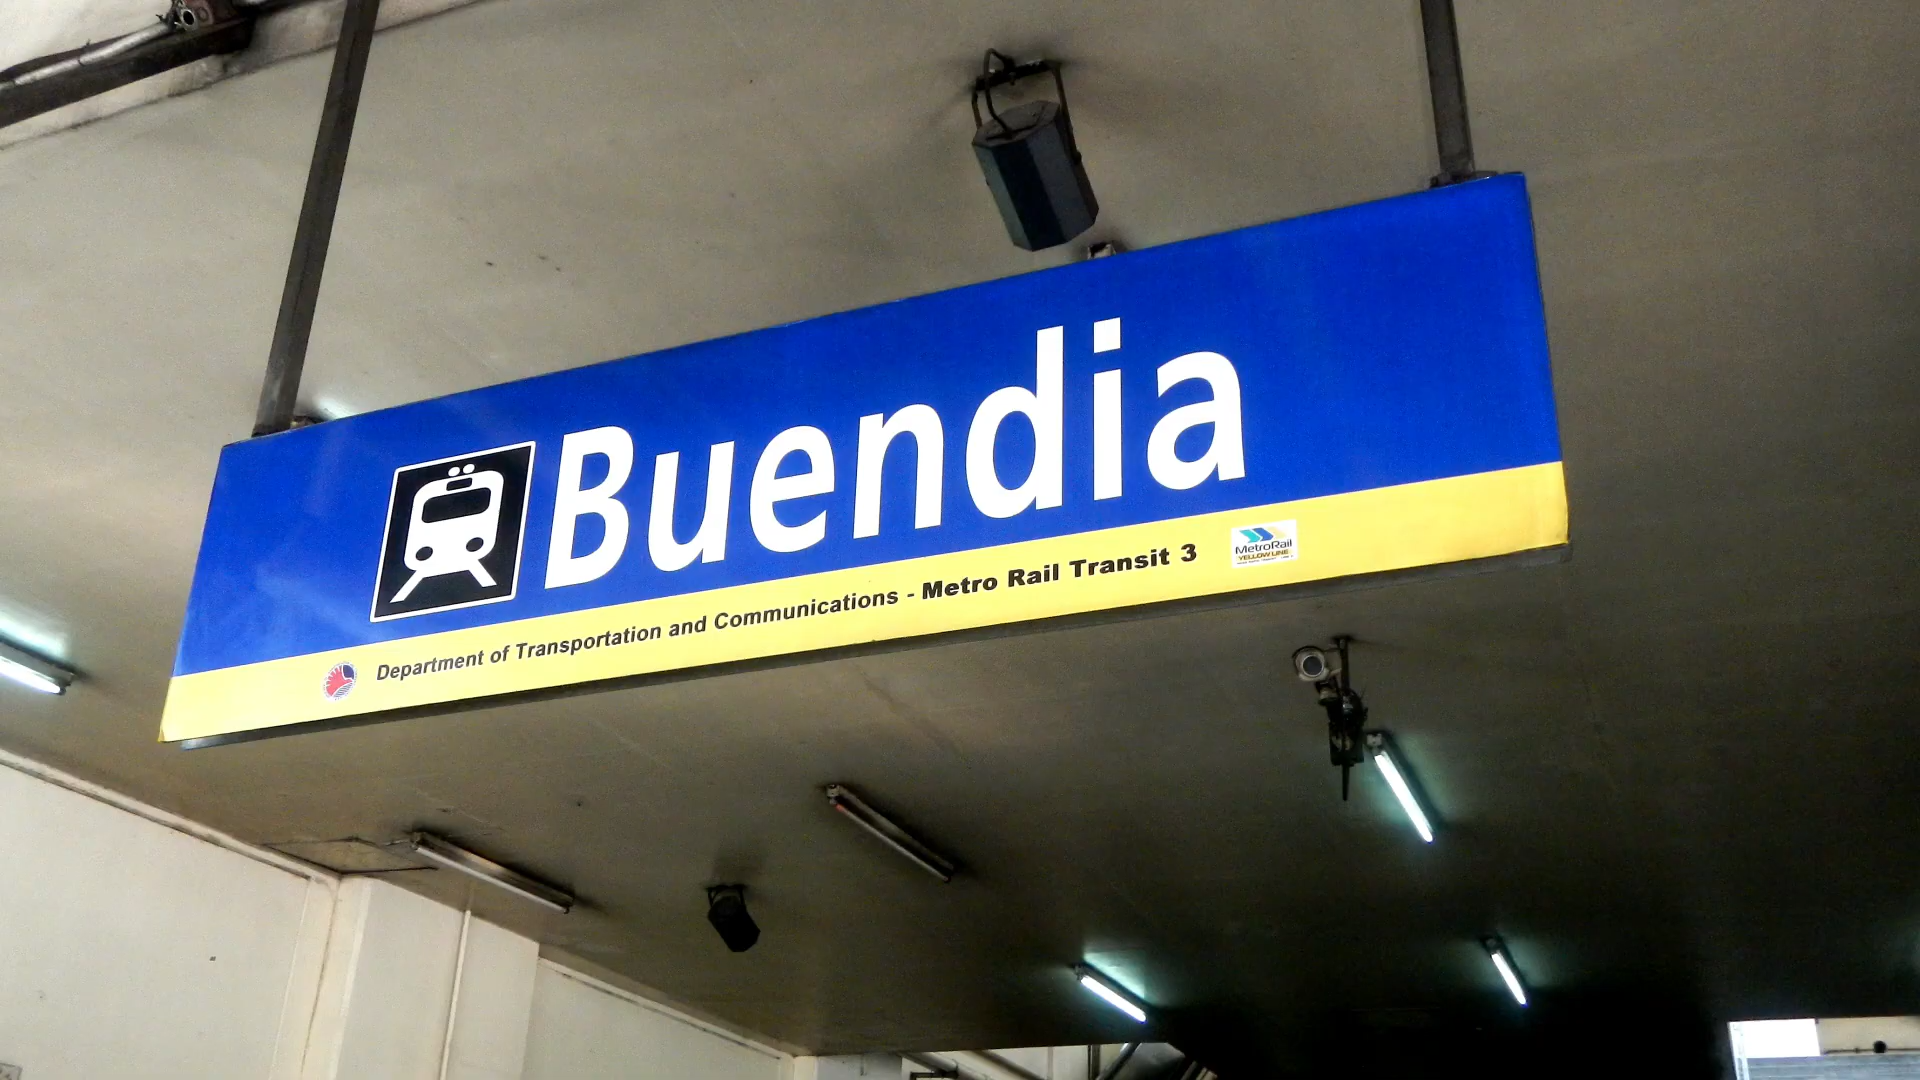 Buendia
Department of Transportation and Communications - Metro Rail Transit 3
MetroRail
YELLOW LINE